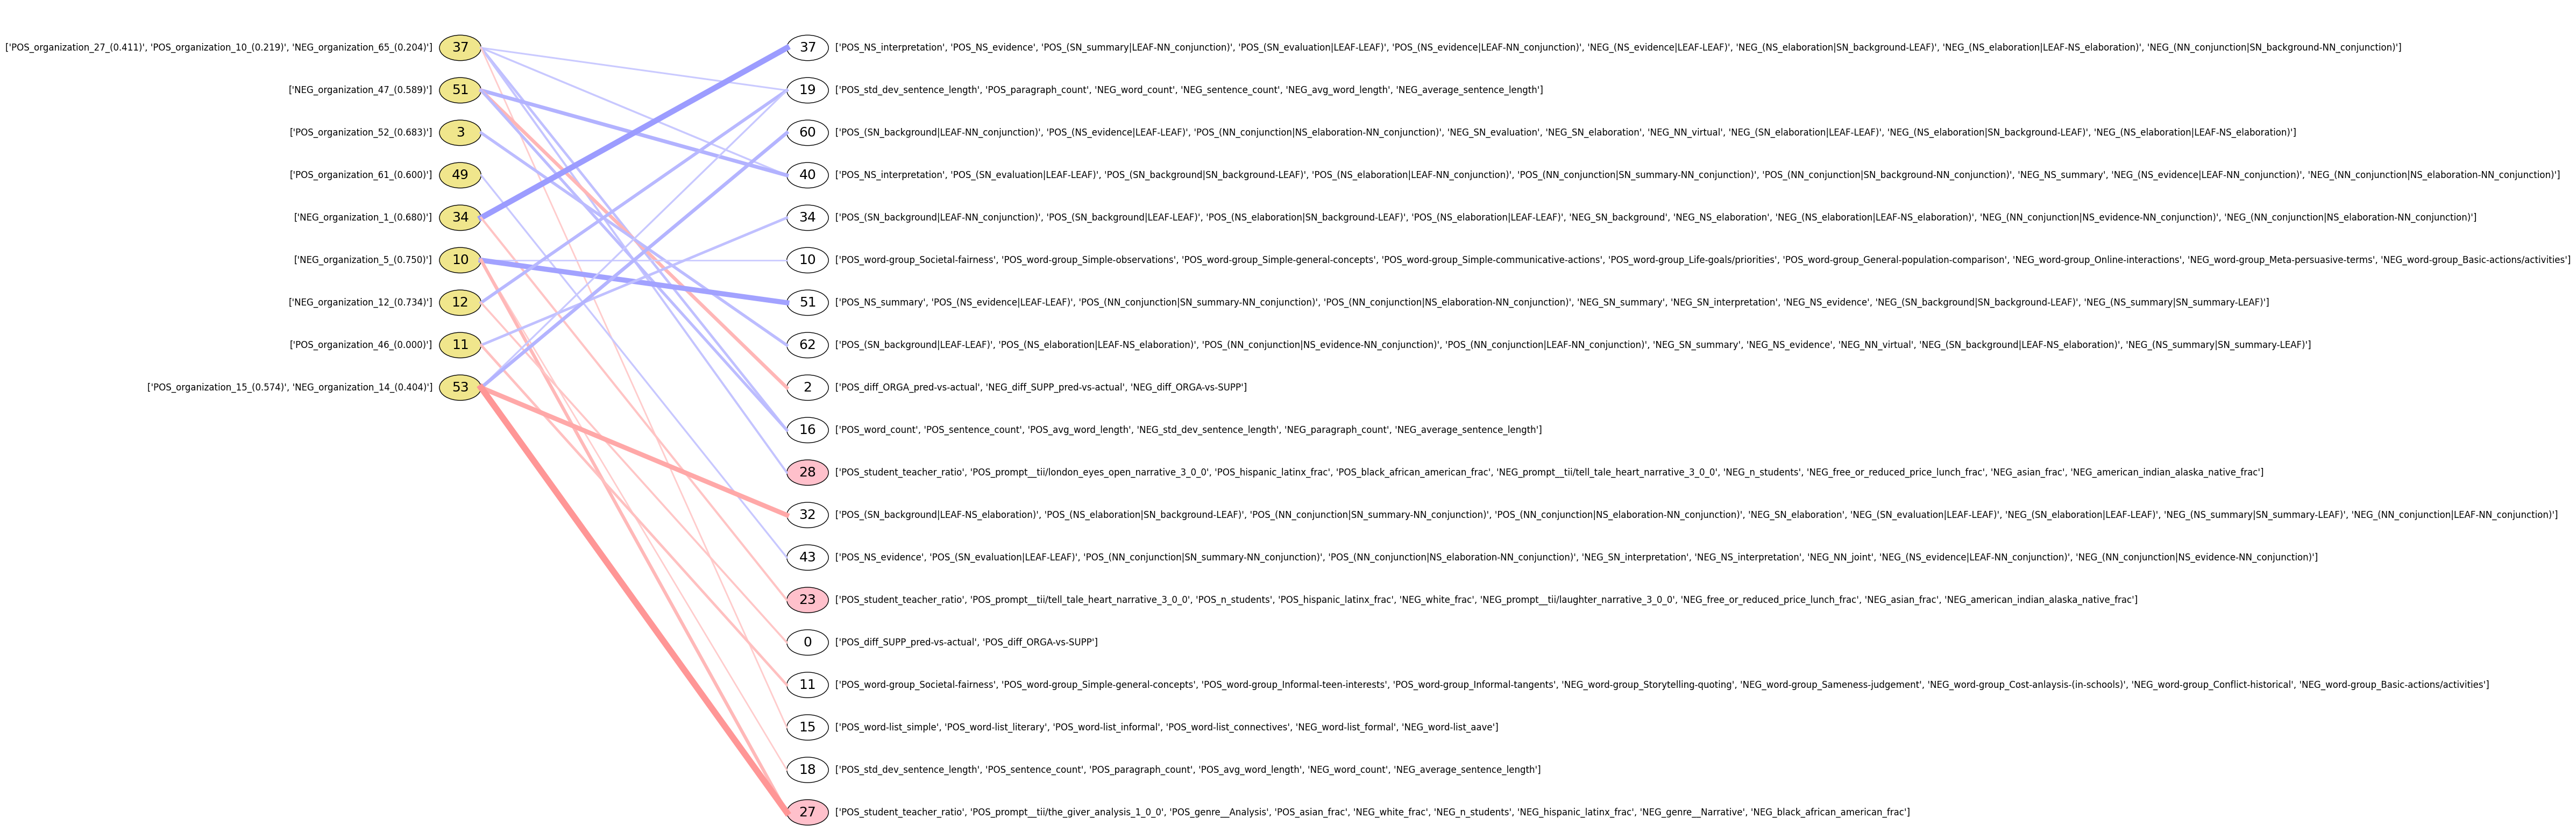 ['POS_organization_27_(0.411)', 'POS_organization_10_(0.219)', 'NEG_organization_65_(0.204)'] 37 37 ['POS_NS_interpretation', 'POS_NS_evidence', 'POS_(SN_summary|LEAF-NN_conjunction)', 'POS_(SN_evaluation|LEAF-LEAF)', 'POS_(NS_evidence|LEAF-NN_conjunction)', 'NEG_(NS_evidence|LEAF-LEAF)', 'NEG_(NS_elaboration|SN_background-LEAF)', 'NEG_(NS_elaboration|LEAF-NS_elaboration)', 'NEG_(NN_conjunction|SN_background-NN_conjunction)']
['NEG_organization_47_(0.589)'] 51 19 ['POS_std_dev_sentence_length', 'POS_paragraph_count', 'NEG_word_count', 'NEG_sentence_count', 'NEG_avg_word_length', 'NEG_average_sentence_length']
['POS_organization_52_(0.683)'] 3 60 ['POS_(SN_background|LEAF-NN_conjunction)', 'POS_(NS_evidence|LEAF-LEAF)', 'POS_(NN_conjunction|NS_elaboration-NN_conjunction)', 'NEG_SN_evaluation', 'NEG_SN_elaboration', 'NEG_NN_virtual', 'NEG_(SN_elaboration|LEAF-LEAF)', 'NEG_(NS_elaboration|SN_background-LEAF)', 'NEG_(NS_elaboration|LEAF-NS_elaboration)']
['POS_organization_61_(0.600)'] 49 40 ['POS_NS_interpretation', 'POS_(SN_evaluation|LEAF-LEAF)', 'POS_(SN_background|SN_background-LEAF)', 'POS_(NS_elaboration|LEAF-NN_conjunction)', 'POS_(NN_conjunction|SN_summary-NN_conjunction)', 'POS_(NN_conjunction|SN_background-NN_conjunction)', 'NEG_NS_summary', 'NEG_(NS_evidence|LEAF-NN_conjunction)', 'NEG_(NN_conjunction|NS_elaboration-NN_conjunction)']
['NEG_organization_1_(0.680)'] 34 34 ['POS_(SN_background|LEAF-NN_conjunction)', 'POS_(SN_background|LEAF-LEAF)', 'POS_(NS_elaboration|SN_background-LEAF)', 'POS_(NS_elaboration|LEAF-LEAF)', 'NEG_SN_background', 'NEG_NS_elaboration', 'NEG_(NS_elaboration|LEAF-NS_elaboration)', 'NEG_(NN_conjunction|NS_evidence-NN_conjunction)', 'NEG_(NN_conjunction|NS_elaboration-NN_conjunction)']
['NEG_organization_5_(0.750)'] 10 10 ['POS_word-group_Societal-fairness', 'POS_word-group_Simple-observations', 'POS_word-group_Simple-general-concepts', 'POS_word-group_Simple-communicative-actions', 'POS_word-group_Life-goals/priorities', 'POS_word-group_General-population-comparison', 'NEG_word-group_Online-interactions', 'NEG_word-group_Meta-persuasive-terms', 'NEG_word-group_Basic-actions/activities']
['NEG_organization_12_(0.734)'] 12 51 ['POS_NS_summary', 'POS_(NS_evidence|LEAF-LEAF)', 'POS_(NN_conjunction|SN_summary-NN_conjunction)', 'POS_(NN_conjunction|NS_elaboration-NN_conjunction)', 'NEG_SN_summary', 'NEG_SN_interpretation', 'NEG_NS_evidence', 'NEG_(SN_background|SN_background-LEAF)', 'NEG_(NS_summary|SN_summary-LEAF)']
['POS_organization_46_(0.000)'] 11 62 ['POS_(SN_background|LEAF-LEAF)', 'POS_(NS_elaboration|LEAF-NS_elaboration)', 'POS_(NN_conjunction|NS_evidence-NN_conjunction)', 'POS_(NN_conjunction|LEAF-NN_conjunction)', 'NEG_SN_summary', 'NEG_NS_evidence', 'NEG_NN_virtual', 'NEG_(SN_background|LEAF-NS_elaboration)', 'NEG_(NS_summary|SN_summary-LEAF)']
['POS_organization_15_(0.574)', 'NEG_organization_14_(0.404)'] 53 2 ['POS_diff_ORGA_pred-vs-actual', 'NEG_diff_SUPP_pred-vs-actual', 'NEG_diff_ORGA-vs-SUPP']
16 ['POS_word_count', 'POS_sentence_count', 'POS_avg_word_length', 'NEG_std_dev_sentence_length', 'NEG_paragraph_count', 'NEG_average_sentence_length']
28 ['POS_student_teacher_ratio', 'POS_prompt__tii/london_eyes_open_narrative_3_0_0', 'POS_hispanic_latinx_frac', 'POS_black_african_american_frac', 'NEG_prompt__tii/tell_tale_heart_narrative_3_0_0', 'NEG_n_students', 'NEG_free_or_reduced_price_lunch_frac', 'NEG_asian_frac', 'NEG_american_indian_alaska_native_frac']
32 ['POS_(SN_background|LEAF-NS_elaboration)', 'POS_(NS_elaboration|SN_background-LEAF)', 'POS_(NN_conjunction|SN_summary-NN_conjunction)', 'POS_(NN_conjunction|NS_elaboration-NN_conjunction)', 'NEG_SN_elaboration', 'NEG_(SN_evaluation|LEAF-LEAF)', 'NEG_(SN_elaboration|LEAF-LEAF)', 'NEG_(NS_summary|SN_summary-LEAF)', 'NEG_(NN_conjunction|LEAF-NN_conjunction)']
43 ['POS_NS_evidence', 'POS_(SN_evaluation|LEAF-LEAF)', 'POS_(NN_conjunction|SN_summary-NN_conjunction)', 'POS_(NN_conjunction|NS_elaboration-NN_conjunction)', 'NEG_SN_interpretation', 'NEG_NS_interpretation', 'NEG_NN_joint', 'NEG_(NS_evidence|LEAF-NN_conjunction)', 'NEG_(NN_conjunction|NS_evidence-NN_conjunction)']
23 ['POS_student_teacher_ratio', 'POS_prompt__tii/tell_tale_heart_narrative_3_0_0', 'POS_n_students', 'POS_hispanic_latinx_frac', 'NEG_white_frac', 'NEG_prompt__tii/laughter_narrative_3_0_0', 'NEG_free_or_reduced_price_lunch_frac', 'NEG_asian_frac', 'NEG_american_indian_alaska_native_frac']
0 ['POS_diff_SUPP_pred-vs-actual', 'POS_diff_ORGA-vs-SUPP']
11 ['POS_word-group_Societal-fairness', 'POS_word-group_Simple-general-concepts', 'POS_word-group_Informal-teen-interests', 'POS_word-group_Informal-tangents', 'NEG_word-group_Storytelling-quoting', 'NEG_word-group_Sameness-judgement', 'NEG_word-group_Cost-anlaysis-(in-schools)', 'NEG_word-group_Conflict-historical', 'NEG_word-group_Basic-actions/activities']
15 ['POS_word-list_simple', 'POS_word-list_literary', 'POS_word-list_informal', 'POS_word-list_connectives', 'NEG_word-list_formal', 'NEG_word-list_aave']
18 ['POS_std_dev_sentence_length', 'POS_sentence_count', 'POS_paragraph_count', 'POS_avg_word_length', 'NEG_word_count', 'NEG_average_sentence_length']
27 ['POS_student_teacher_ratio', 'POS_prompt__tii/the_giver_analysis_1_0_0', 'POS_genre__Analysis', 'POS_asian_frac', 'NEG_white_frac', 'NEG_n_students', 'NEG_hispanic_latinx_frac', 'NEG_genre__Narrative', 'NEG_black_african_american_frac']